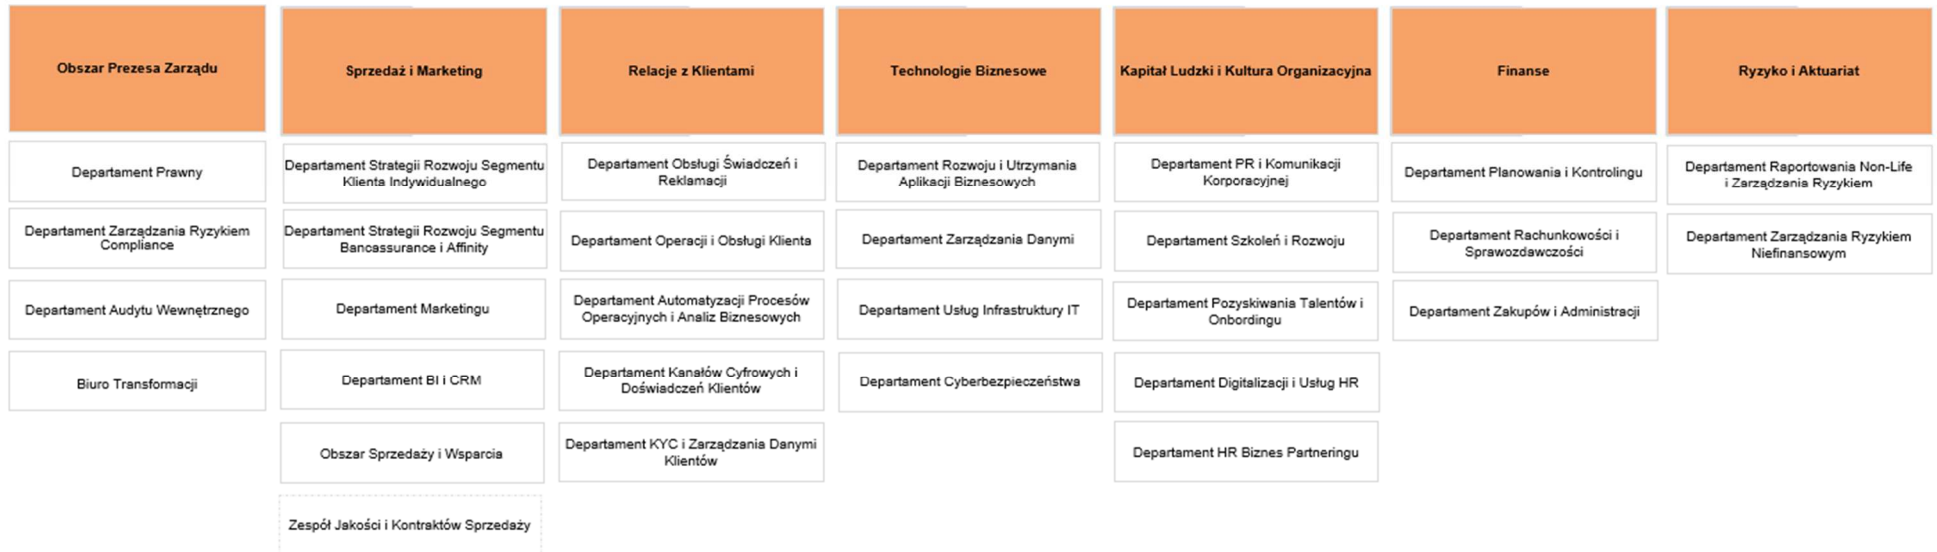 Obszar Prezesa Zarządu
Sprzedaż i Marketing
Relacje z Klientami
Technologie Biznesowe
Kapitał Ludzki i Kultura Organizacyjna
Finanse
Ryzyko i Aktuariat
Departament Prawny
Departament Zarządzania Ryzykiem
Compliance
Departament Audytu Wewnętrznego
Biuro Transformacji
Departament Strategii Rozwoju Segmentu
Klienta Indywidualnego
Departament Strategii Rozwoju Segmentu
Bancassurance i Affinity
Departament Marketingu
Departament BI i CRM
Obszar Sprzedaży i Wsparcia
Zespół Jakości i Kontraktów Sprzedaży
Departament Obsługi Świadczeń i
Reklamacji
Departament Operacji i Obsługi Klienta
Departament Automatyzacji Procesów
Operacyjnych i Analiz Biznesowych
Departament Kanałów Cyfrowych i
Doświadczeń Klientów
Departament KYC i Zarządzania Danymi
Klientów
Departament Rozwoju i Utrzymania
Aplikacji Biznesowych
Departament Zarządzania Danymi
Departament Usług Infrastruktury IT
Departament Cyberbezpieczeństwa
Departament PR i Komunikacji
Korporacyjnej
Departament Szkoleń i Rozwoju
Departament Pozyskiwania Talentów i
Onbordingu
Departament Digitalizacji i Usług HR
Departament HR Biznes Partneringu
Departament Planowania i Kontrolingu
Departament Rachunkowości i
Sprawozdawczości
Departament Zakupów i Administracji
Departament Raportowania Non-Life
i Zarządzania Ryzykiem
Departament Zarządzania Ryzykiem
Niefinansowym